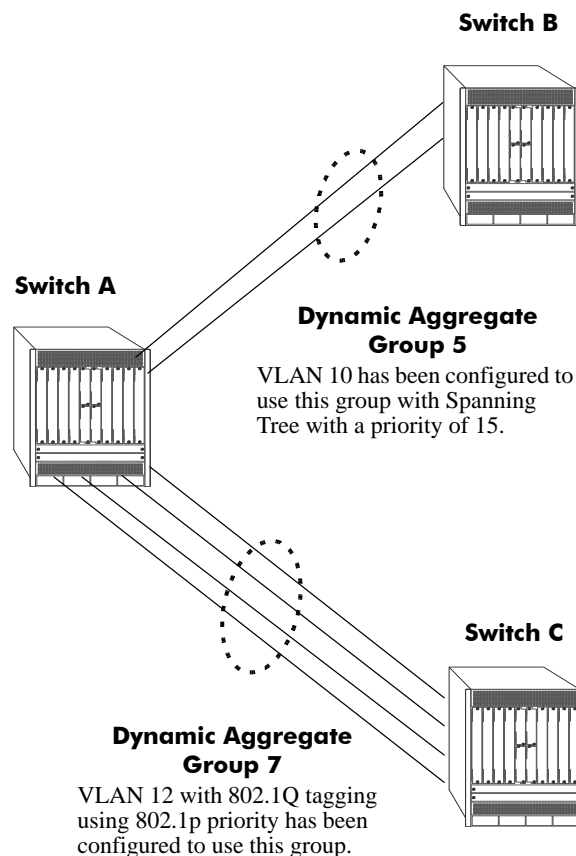 Switch B
Switch A
Dynamic Aggregate
Group 5
VLAN 10 has been configured to
use this group with Spanning
Tree with a priority of 15.
Switch C
Dynamic Aggregate
Group 7
VLAN 12 with 802.1Q tagging
using 802.1p priority has been
configured to use this group.